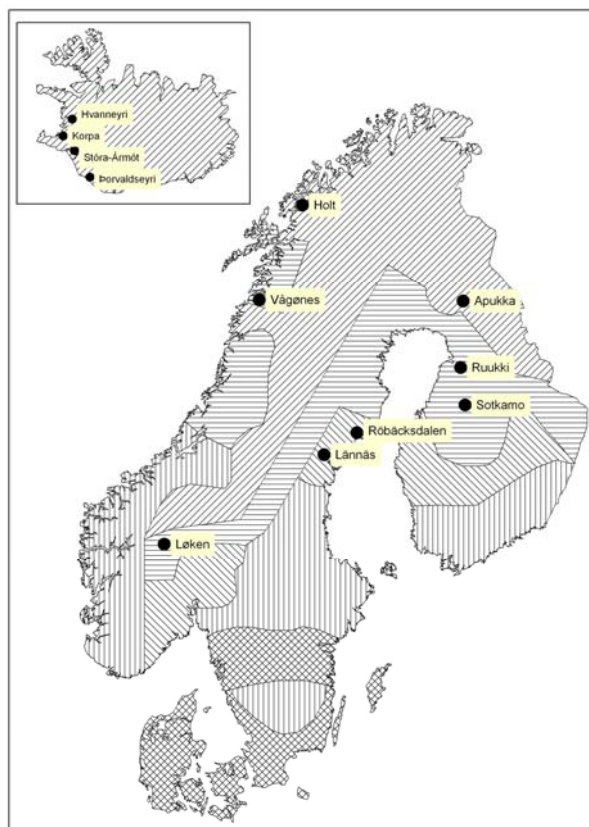 Hvanneyri
Korpa
Stóra-Ármót
Þorvaldseyri
Holt
Vågønes
Apukka
Ruukki
Sotkamo
Röbäcksdalen
Lännäs
Løken